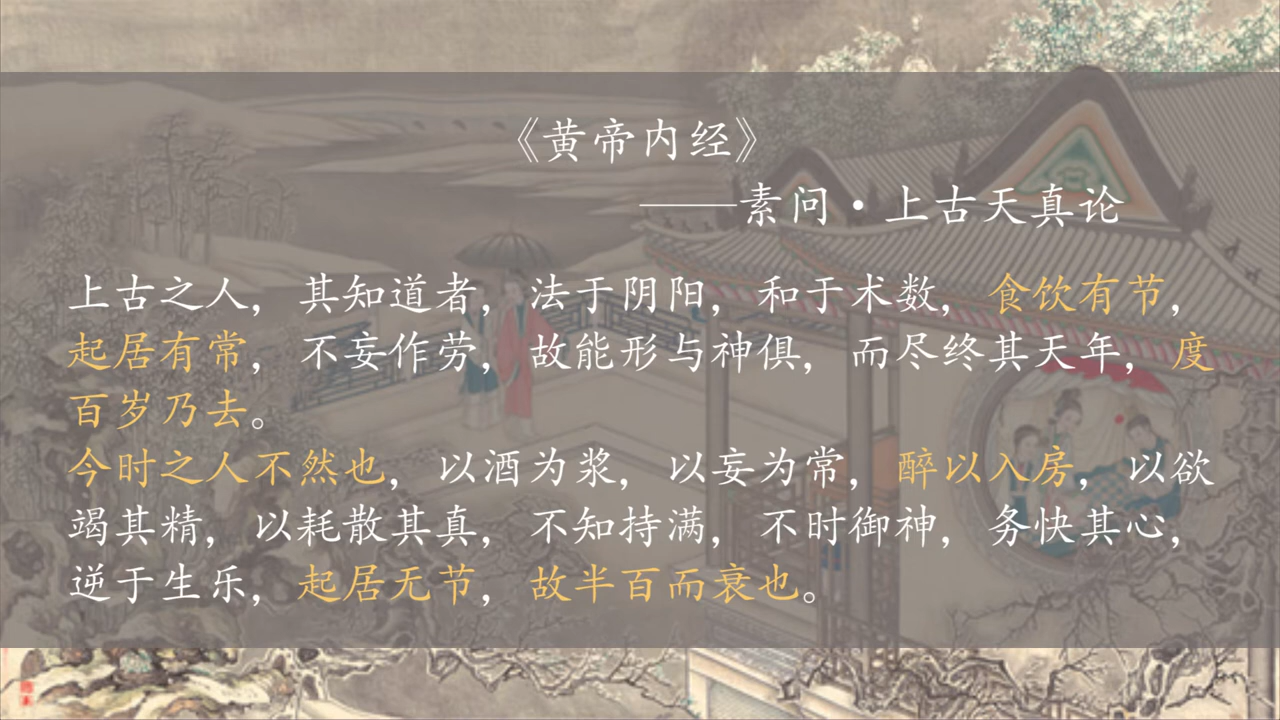 《黄帝内经》
——素问·上古天真论
上古之人，其知道者，法于阴阳，和于术数，食饮有节，
起居有常，不妄作劳，故能形与神俱，而尽终其天年，度
百岁乃去。
今时之人不然也，以酒为浆，以妄为常，醉以入房，以欲
竭其精，以耗散其真，不知持满，不时御神，务快其心，
逆于生乐，起居无节，故半百而衰也。